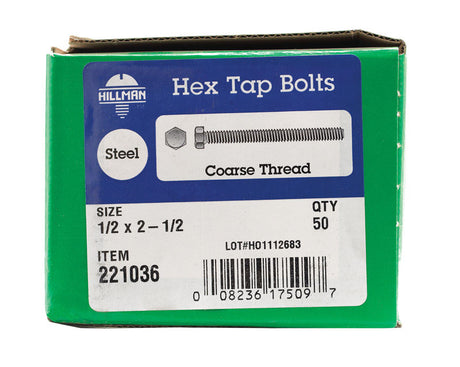 HILLMAN
Hex Tap Bolts
Steel
Coarse Thread
SIZE
1/2 x 2-1/2
QTY
50
LOT#H01112683
ITEM
221036
0 08236 17509 7